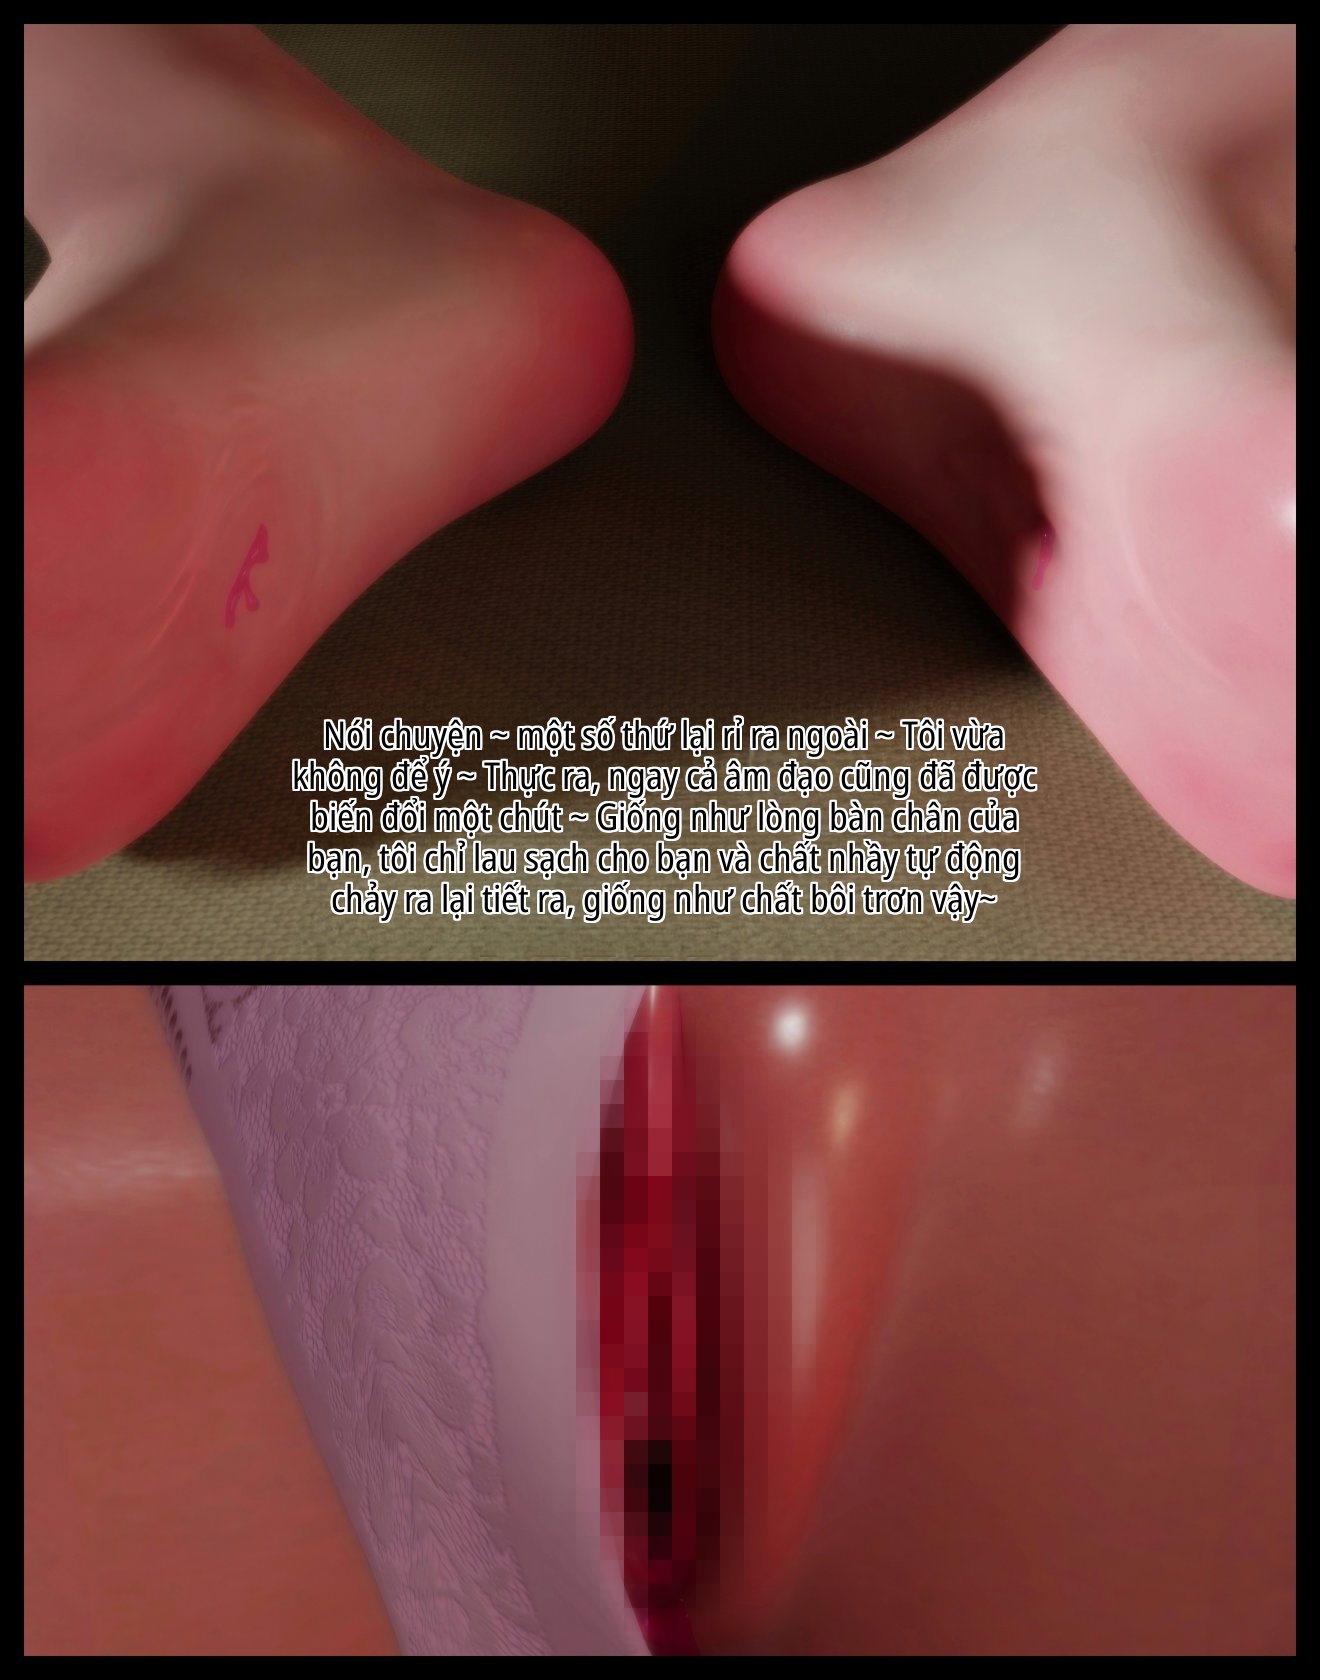 Nói chuyện ~ một số thứ lại rỉ ra ngoài ~ Tôi vừa
không để ý ~ Thực ra, ngay cả âm đạo cũng đã được
biến đổi một chút ~ Giống như lòng bàn chân của
bạn, tôi chỉ lau sạch cho bạn và chất nhầy tự động
chảy ra lại tiết ra, giống như chất bôi trơn vậy~